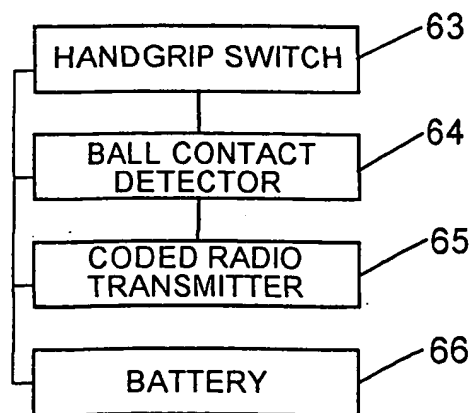 63
HANDGRIP SWITCH
64
BALL CONTACT
DETECTOR
65
CODED RADIO
TRANSMITTER
66
BATTERY